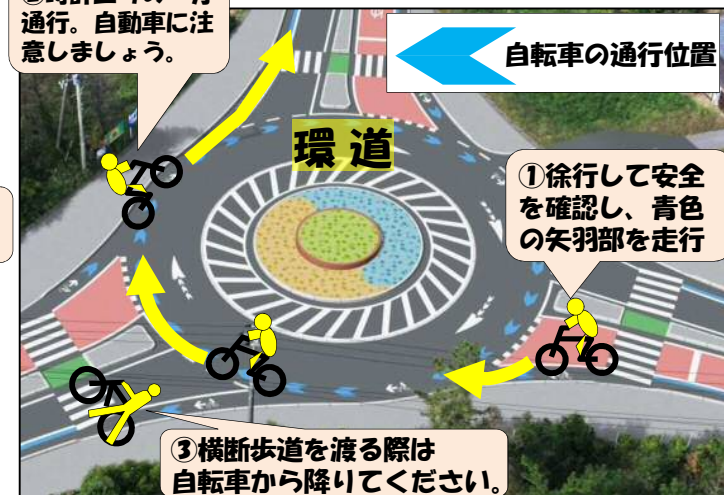 通行。自動車に注
意しましょう。
自転車の通行位置
環道
①徐行して安全
を確認し、青色
の矢羽部を走行
③横断歩道を渡る際は
自転車から降りてください。